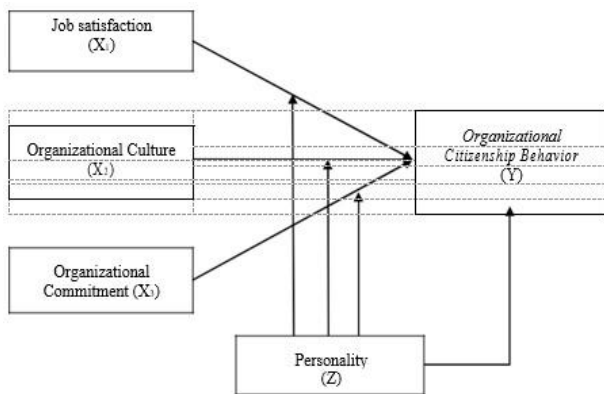 Job satisfaction
(X₁)
Organizational Culture
(X₂)
Organizational
Citizenship Behavior
(Y)
Organizational
Commitment (X₃)
Personality
(Z)